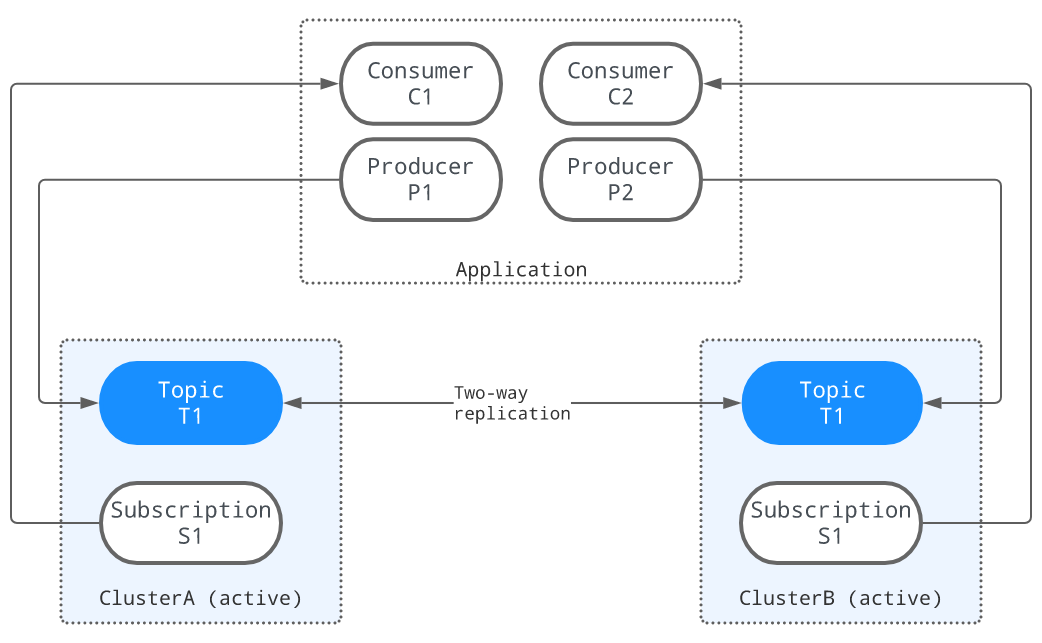 Consumer
C1
Consumer
C2
Producer
P1
Producer
P2
Application
Topic
T1
Two-way
replication
Topic
T1
Subscription
S1
Subscription
S1
ClusterA (active)
ClusterB (active)